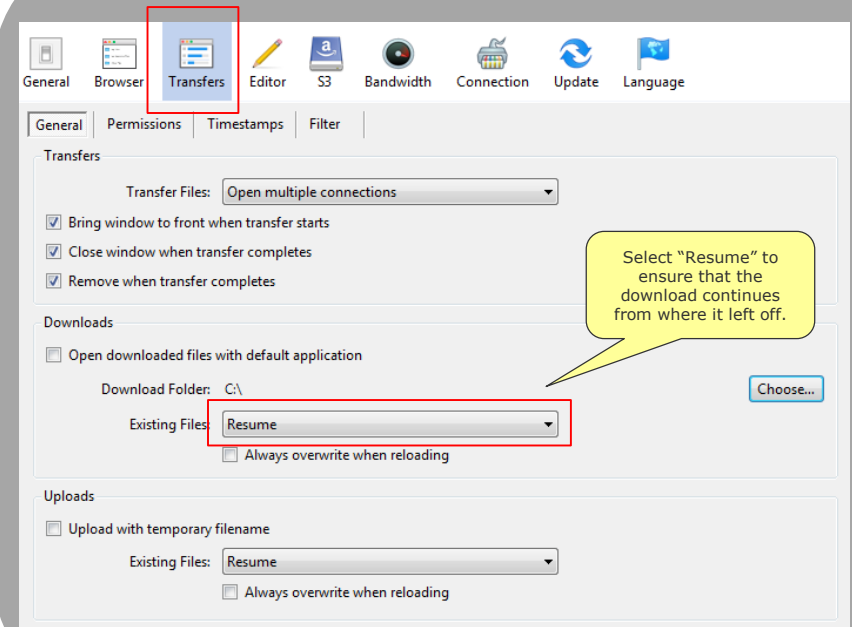 General Browser Transfers Editor S3 Bandwidth Connection Update Language
General Permissions Timestamps Filter
Transfers
Transfer Files: Open multiple connections
Bring window to front when transfer starts
Close window when transfer completes
Remove when transfer completes
Select “Resume” to
ensure that the
download continues
from where it left off.
Downloads
Open downloaded files with default application
Download Folder: C:\ Choose...
Existing Files: Resume
Always overwrite when reloading
Uploads
Upload with temporary filename
Existing Files: Resume
Always overwrite when reloading